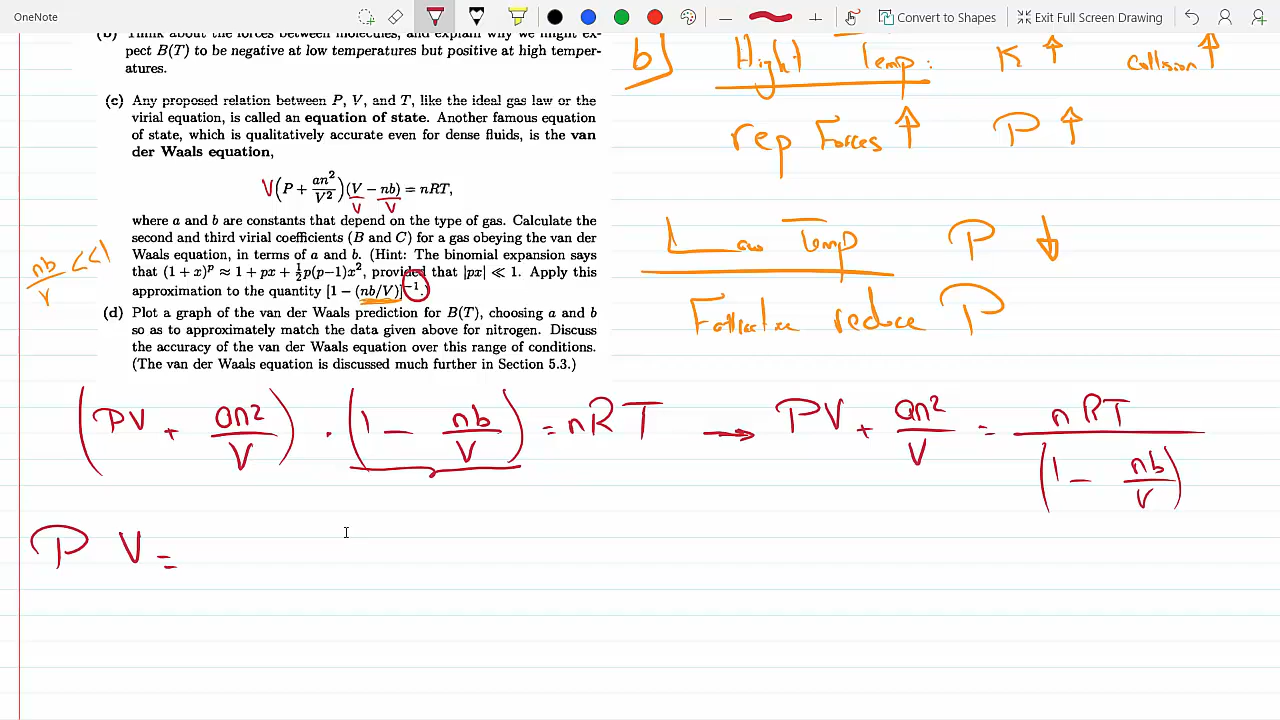 OneNote
Convert to Shapes
Exit Full Screen Drawing
(b) Think about the forces between molecules, and explain why we might ex-
pect B(T) to be negative at low temperatures but positive at high temper-
atures.
(c) Any proposed relation between P, V, and T, like the ideal gas law or the
virial equation, is called an equation of state. Another famous equation
of state, which is qualitatively accurate even for dense fluids, is the van
der Waals equation,
V(P + an²/V²)(V − nb) = nRT,
V V
where a and b are constants that depend on the type of gas. Calculate the
second and third virial coefficients (B and C) for a gas obeying the van der
Waals equation, in terms of a and b. (Hint: The binomial expansion says
that (1 + x)^p ≈ 1 + px + ½p(p−1)x², provided that |px| ≪ 1. Apply this
approximation to the quantity [1 − (nb/V)]⁻¹.)
(d) Plot a graph of the van der Waals prediction for B(T), choosing a and b
so as to approximately match the data given above for nitrogen. Discuss
the accuracy of the van der Waals equation over this range of conditions.
(The van der Waals equation is discussed much further in Section 5.3.)
nb/V <<1
b] Hight Temp: K ↑ Collision ↑
rep Forces ↑ P ↑
Low Temp P ↓
reduce P
(PV + an²/V) · (1 − nb/V) = nRT → PV + an²/V = nRT/(1 − nb/V)
P V =